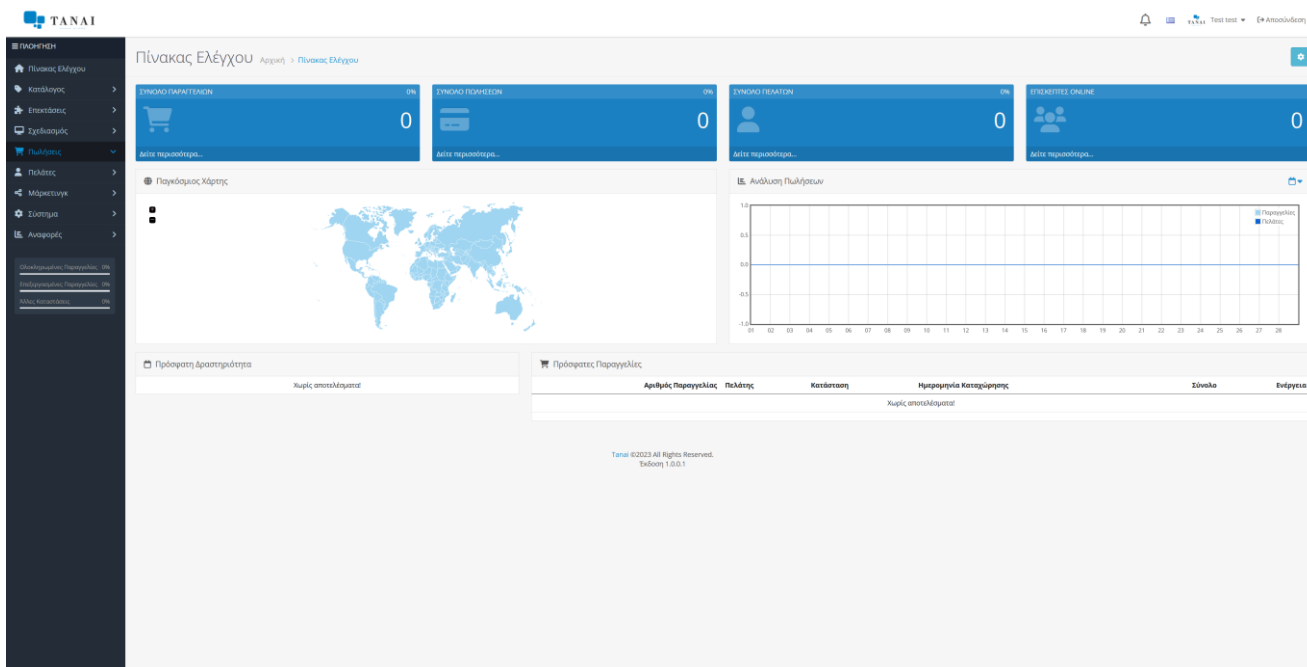 TANAI
TANAI Test test Αποσύνδεση
ΠΛΟΗΓΗΣΗ
Πίνακας Ελέγχου
Κατάλογος
Επεκτάσεις
Σχεδιασμός
Πωλήσεις
Πελάτες
Μάρκετινγκ
Σύστημα
Αναφορές
Ολοκληρωμένες Παραγγελίες 0%
Επεξεργασμένες Παραγγελίες 0%
Άλλες Καταστάσεις 0%
Πίνακας Ελέγχου Αρχική > Πίνακας Ελέγχου
ΣΥΝΟΛΟ ΠΑΡΑΓΓΕΛΙΩΝ 0%
0
Δείτε περισσότερα...
ΣΥΝΟΛΟ ΠΩΛΗΣΕΩΝ 0%
0
Δείτε περισσότερα...
ΣΥΝΟΛΟ ΠΕΛΑΤΩΝ 0%
0
Δείτε περισσότερα...
ΕΠΙΣΚΕΠΤΕΣ ONLINE
0
Δείτε περισσότερα...
Παγκόσμιος Χάρτης
Ανάλυση Πωλήσεων
Παραγγελίες
Πελάτες
1.0
0.5
0.0
-0.5
-1.0
01 02 03 04 05 06 07 08 09 10 11 12 13 14 15 16 17 18 19 20 21 22 23 24 25 26 27 28
Πρόσφατη Δραστηριότητα
Χωρίς αποτελέσματα!
Πρόσφατες Παραγγελίες
Αριθμός Παραγγελίας Πελάτης Κατάσταση Ημερομηνία Καταχώρησης Σύνολο Ενέργεια
Χωρίς αποτελέσματα!
Tanai ©2023 All Rights Reserved.
Έκδοση 1.0.0.1